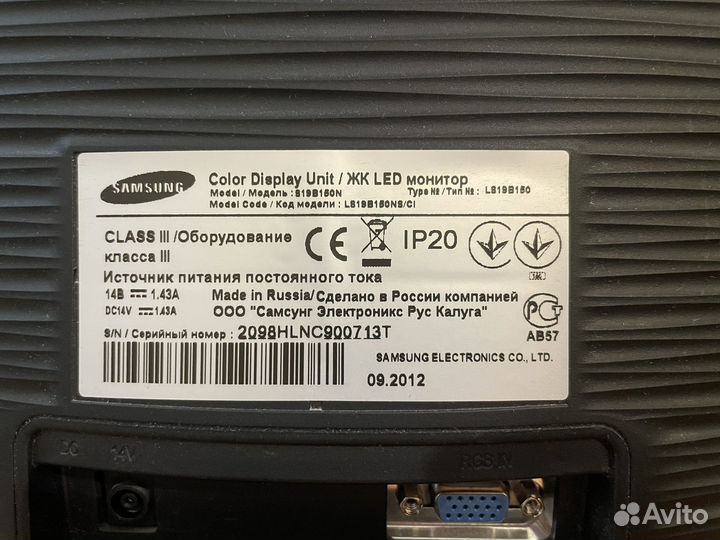 SAMSUNG
Color Display Unit / ЖК LED монитор
Model / Модель : S19B150N
Type № / Тип № : LS19B150
Model Code / Код модели : LS19B150NS/CI
CLASS III /Оборудование
класса III
CE
IP20
Источник питания постоянного тока
14В 1.43А
DC14V 1.43A
Made in Russia/Сделано в России компанией
ООО "Самсунг Электроникс Рус Калуга"
S/N / Серийный номер : 2098HLNC900713T
АВ57
SAMSUNG ELECTRONICS CO., LTD.
09.2012
DC 14V
RGB IN
Avito